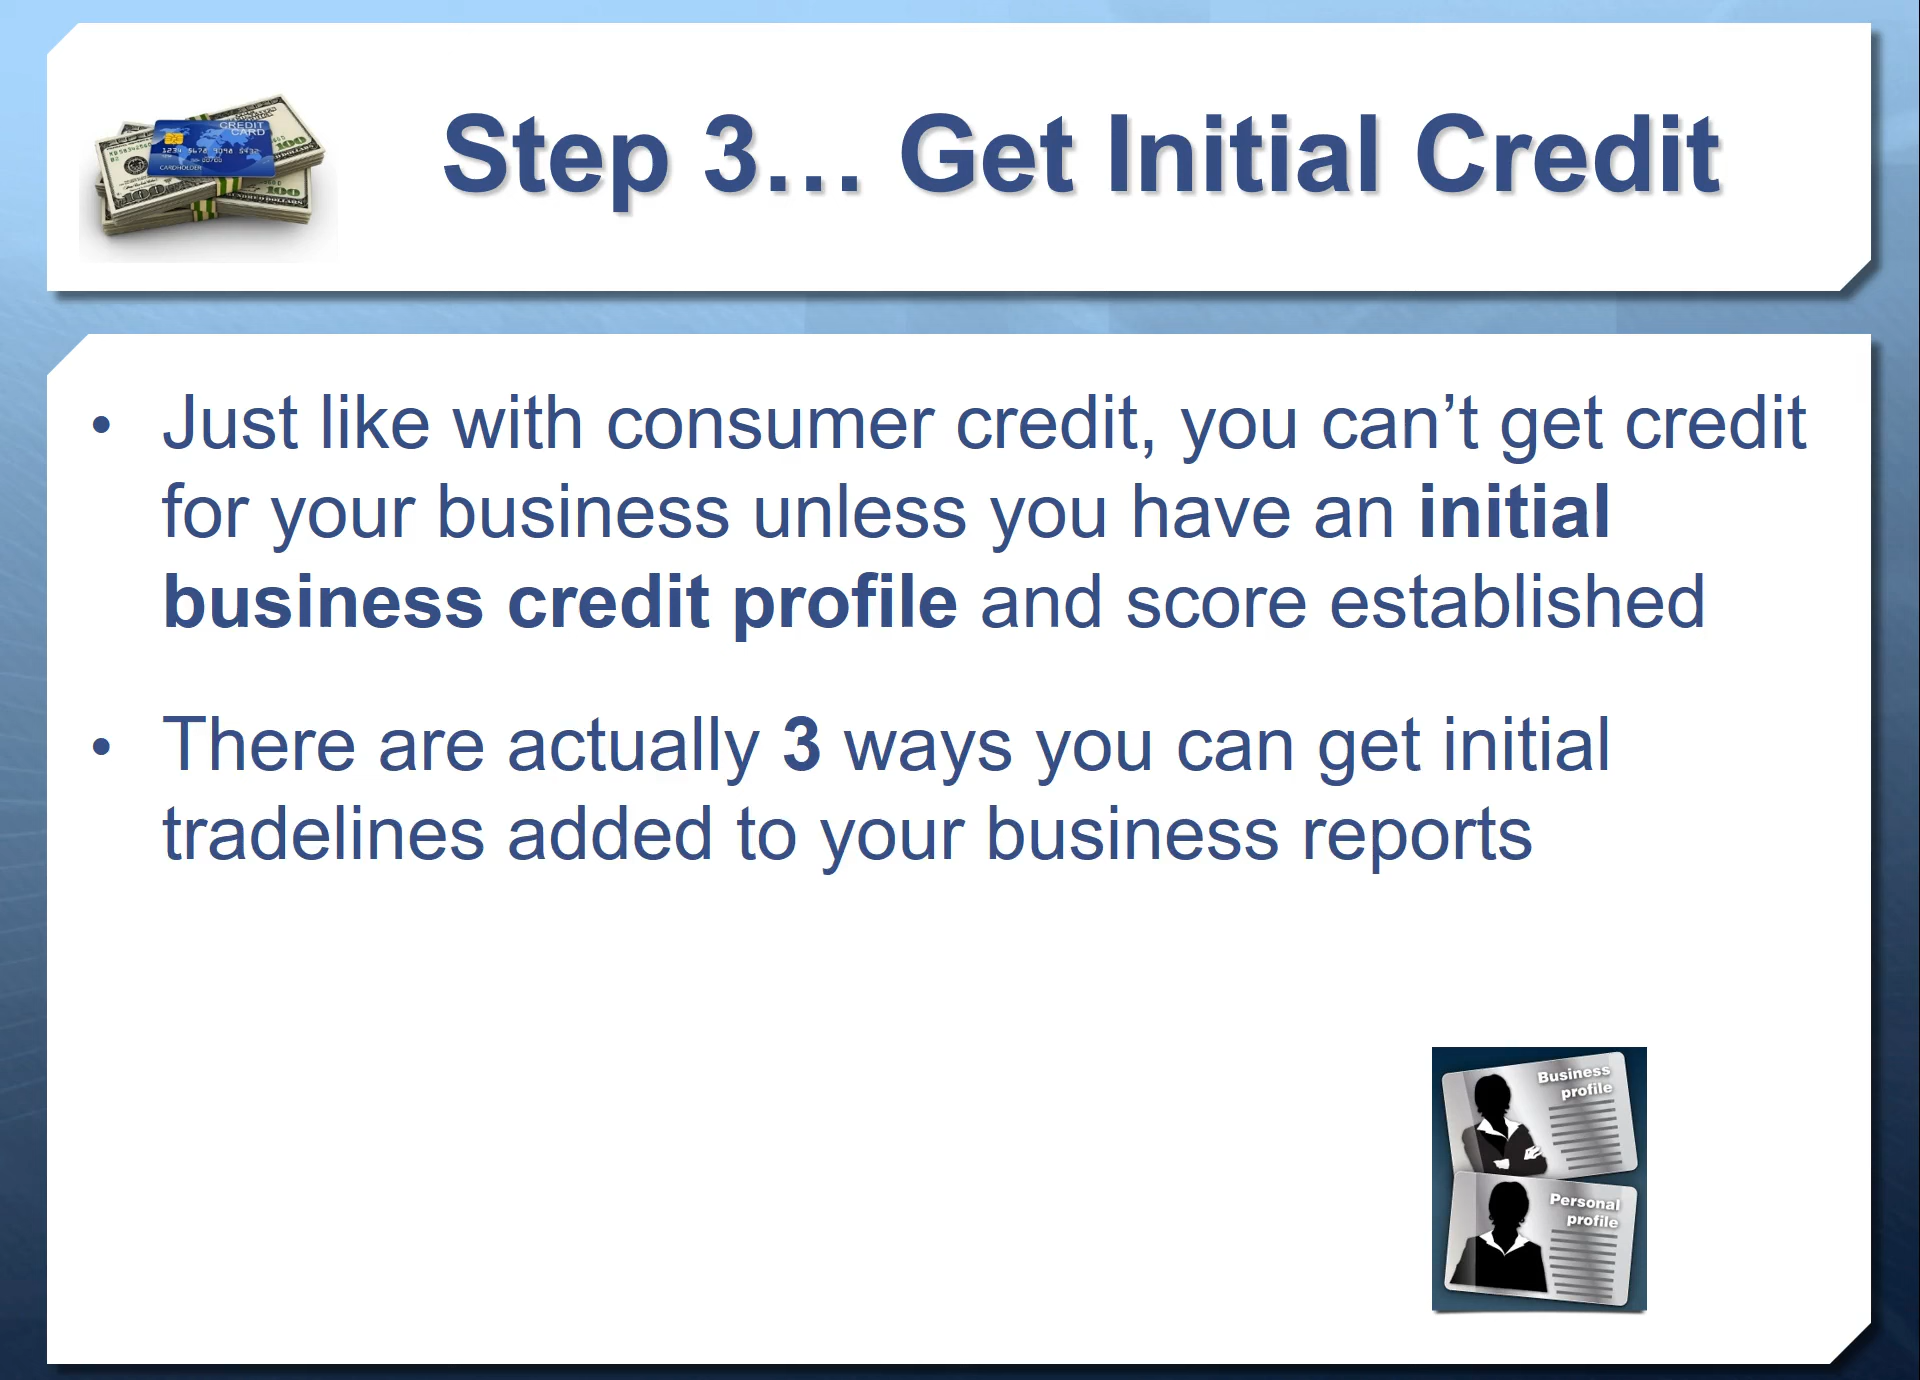 Step 3… Get Initial Credit
CREDIT
CARD
CARDHOLDER
• Just like with consumer credit, you can’t get credit
for your business unless you have an initial
business credit profile and score established
• There are actually 3 ways you can get initial
tradelines added to your business reports
Business
profile
Personal
profile